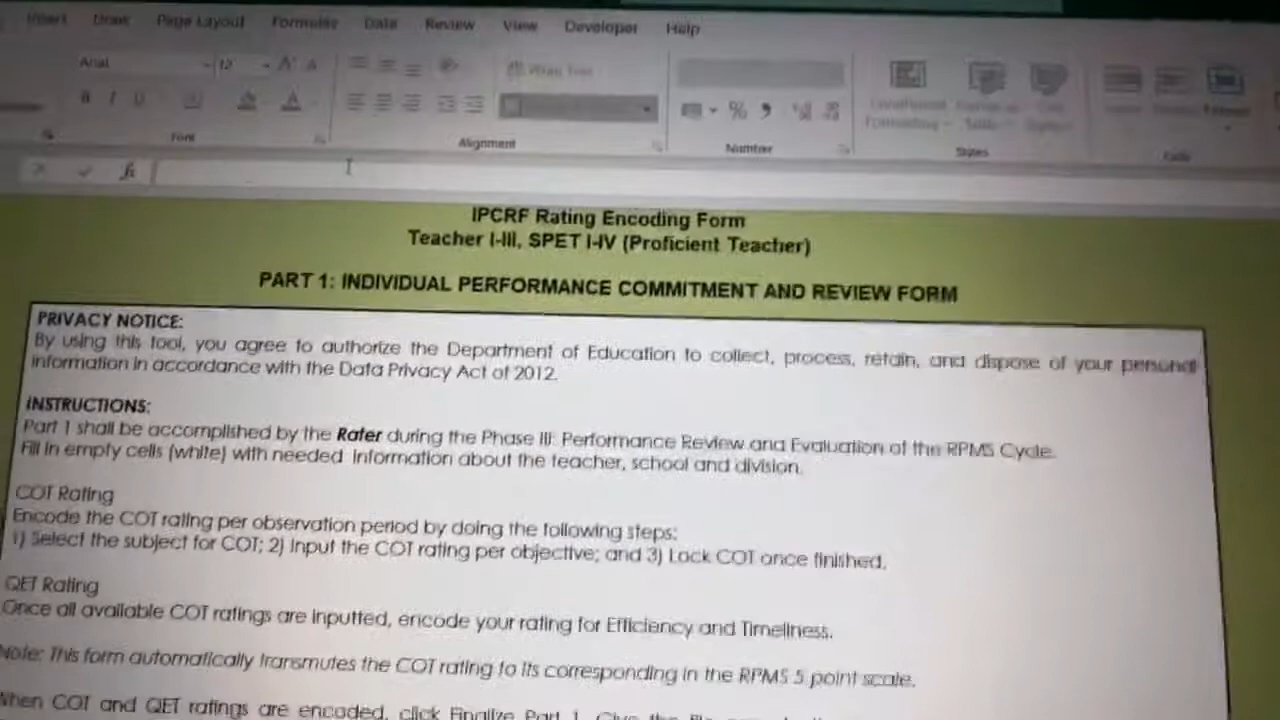 Insert Draw Page Layout Formulas Data Review View Developer Help
Arial 12 A A Wrap Text
B I U A % 9
Conditional
Formatting
Font Alignment Number Styles Cells
fx
IPCRF Rating Encoding Form
Teacher I-III, SPET I-IV (Proficient Teacher)
PART 1: INDIVIDUAL PERFORMANCE COMMITMENT AND REVIEW FORM
PRIVACY NOTICE:
By using this tool, you agree to authorize the Department of Education to collect, process, retain, and dispose of your personal
information in accordance with the Data Privacy Act of 2012.
INSTRUCTIONS:
Part 1 shall be accomplished by the Rater during the Phase III: Performance Review and Evaluation of the RPMS Cycle.
Fill in empty cells (white) with needed information about the teacher, school and division.
COT Rating
Encode the COT rating per observation period by doing the following steps:
1) Select the subject for COT; 2) Input the COT rating per objective; and 3) Lock COT once finished.
QET Rating
Once all available COT ratings are inputted, encode your rating for Efficiency and Timeliness.
Note: This form automatically transmutes the COT rating to its corresponding in the RPMS 5 point scale.
When COT and QET ratings are encoded, click Finalize Part 1. Give the